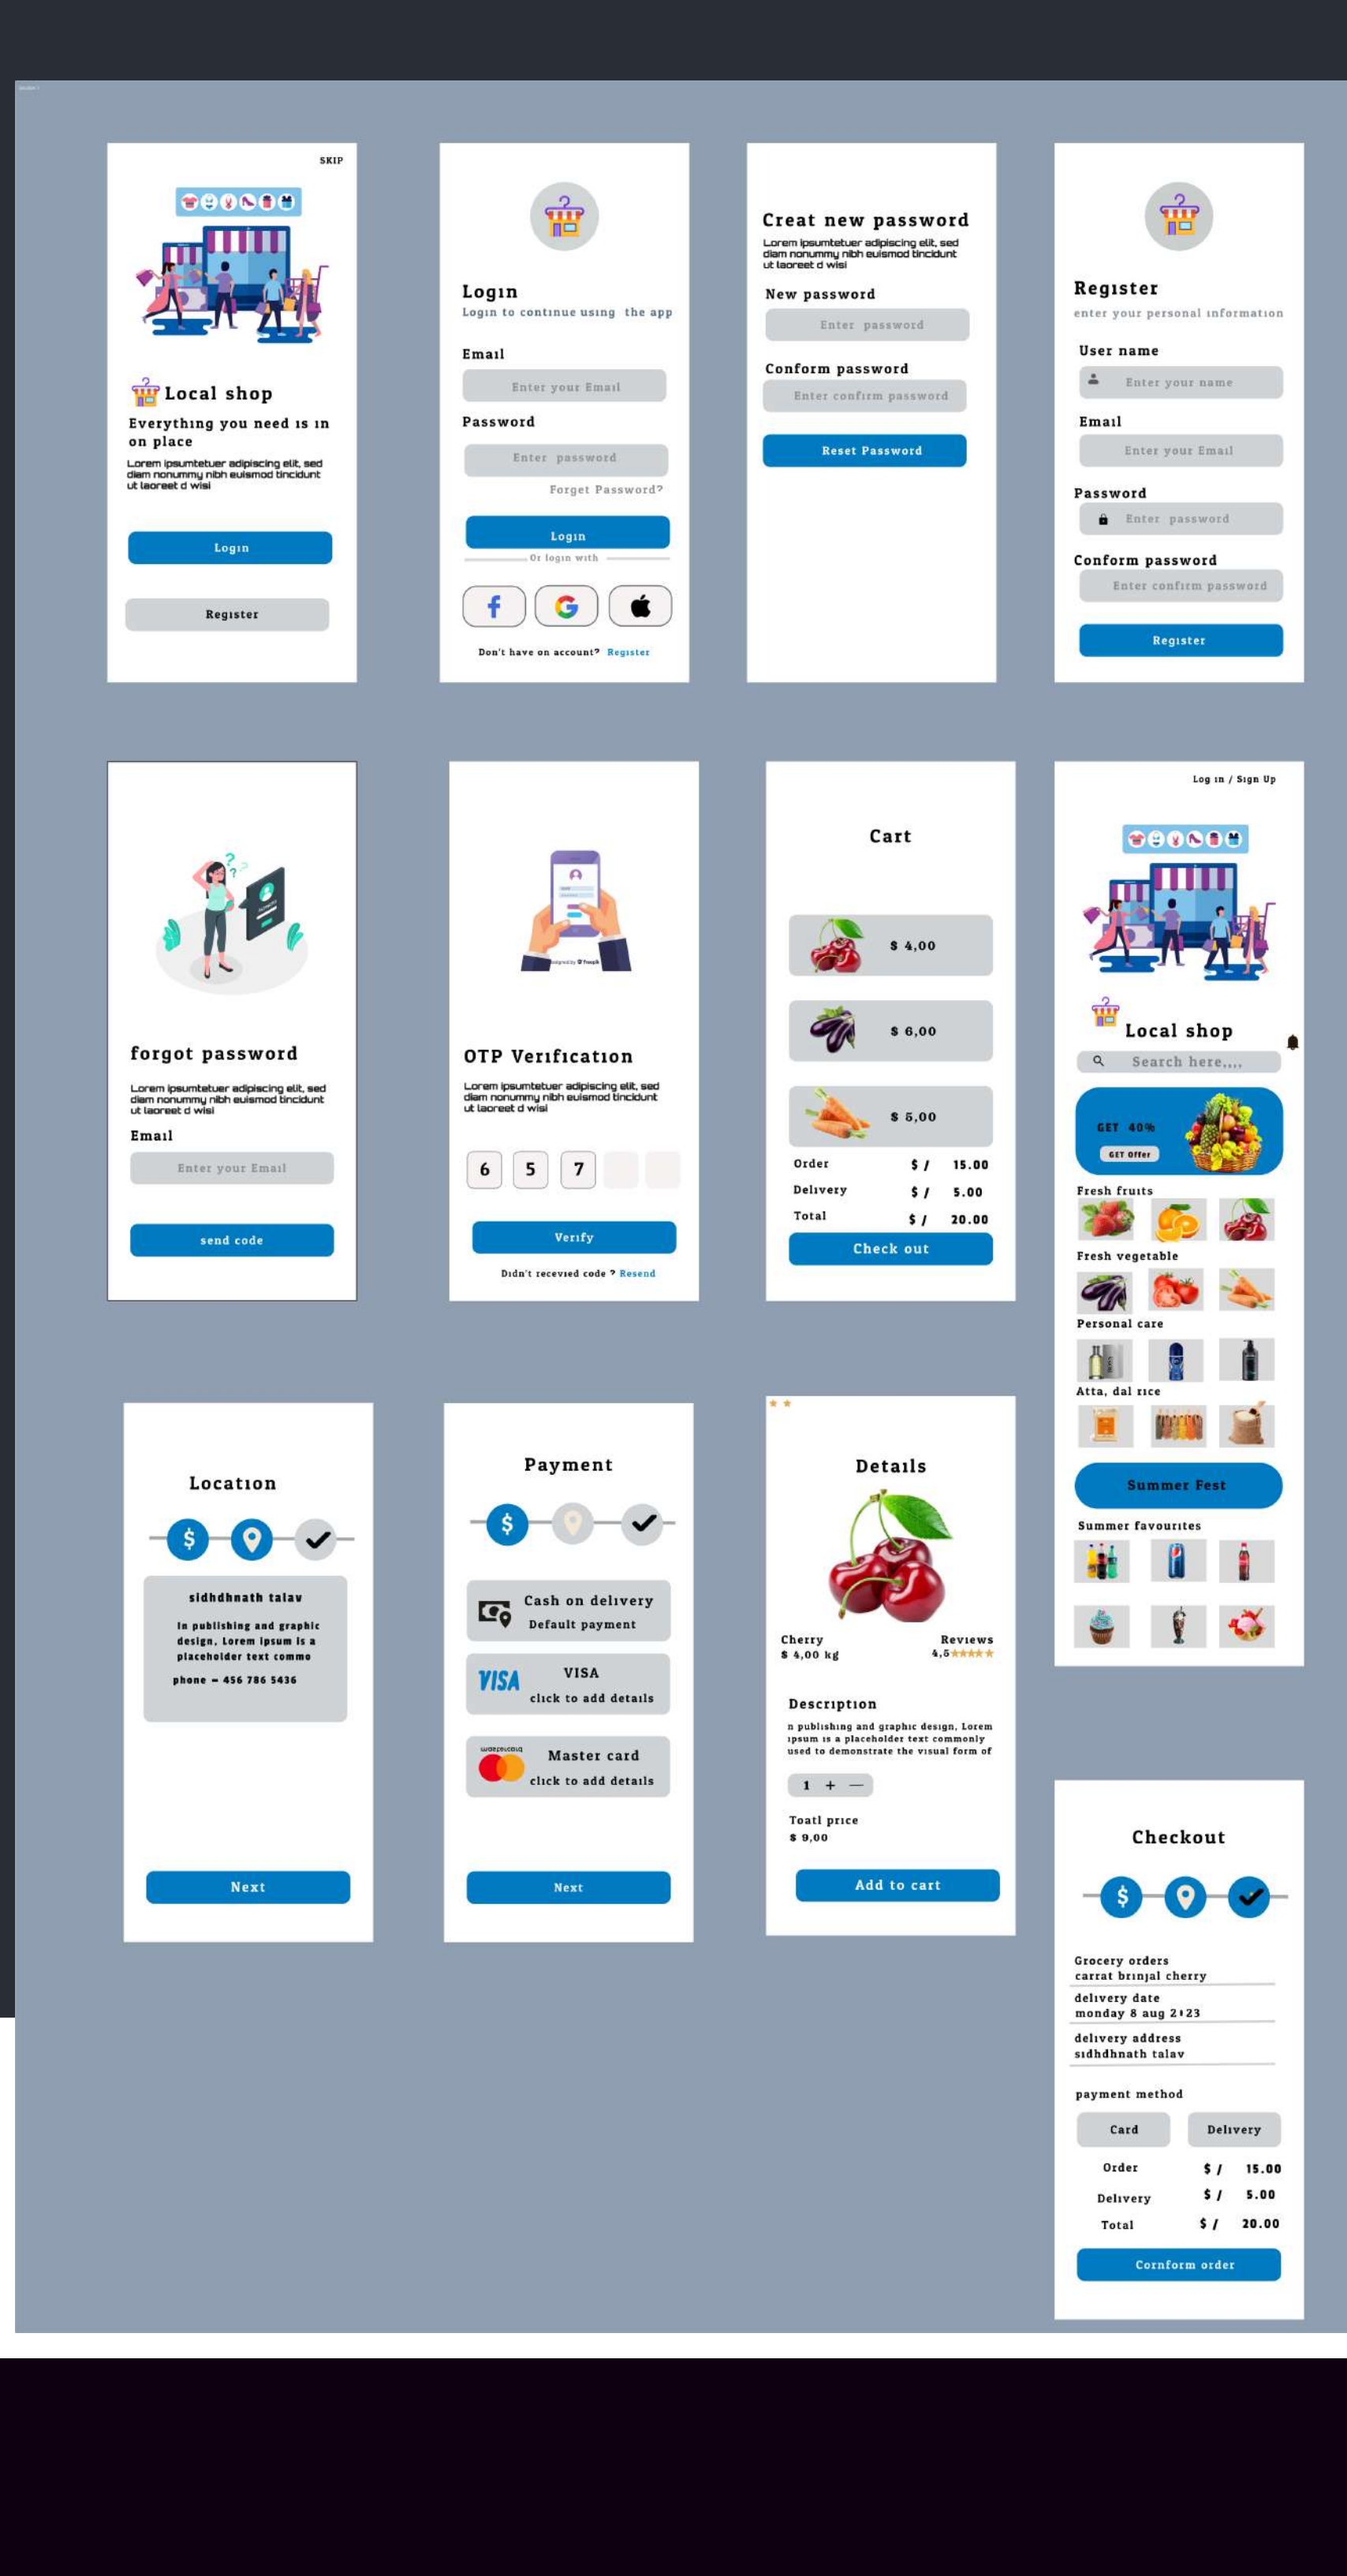 SKIP
Local shop
Everything you need is in
on place
Lorem ipsumtetuer adipiscing elit, sed
diem nonummy nibh euismod tincidunt
ut laoreet d wisi
Login
Register
Login
Login to continue using the app
Email
Enter your Email
Password
Enter password
Forget Password?
Login
Or login with
Don't have on account? Register
Creat new password
Lorem ipsumtetuer adipiscing elit, sed
diem nonummy nibh euismod tincidunt
ut laoreet d wisi
New password
Enter password
Conform password
Enter confirm password
Reset Password
Register
enter your personal information
User name
Enter your name
Email
Enter your Email
Password
Enter password
Conform password
Enter confirm password
Register
forgot password
Lorem ipsumtetuer adipiscing elit, sed
diem nonummy nibh euismod tincidunt
ut laoreet d wisi
Email
Enter your Email
send code
OTP Verification
Lorem ipsumtetuer adipiscing elit, sed
diem nonummy nibh euismod tincidunt
ut laoreet d wisi
6 5 7
Verify
Didn't recevied code ? Resend
Cart
$ 4,00
$ 6,00
$ 5,00
Order $ / 15.00
Delivery $ / 5.00
Total $ / 20.00
Check out
Log in / Sign Up
Local shop
Search here,,,,
GET 40%
GET Offer
Fresh fruits
Fresh vegetable
Personal care
Atta, dal rice
Summer Fest
Summer favourites
Location
$
sidhdhnath talav
In publishing and graphic
design, Lorem ipsum is a
placeholder text commo
phone - 456 786 5436
Next
Payment
$
Cash on delivery
Default payment
VISA
VISA
click to add details
mastercard
Master card
click to add details
Next
Details
Cherry
$ 4,00 kg
Reviews
4,5
Description
n publishing and graphic design, Lorem
ipsum is a placeholder text commonly
used to demonstrate the visual form of
1 + —
Toatl price
$ 9,00
Add to cart
Checkout
$
Grocery orders
carrat brinjal cherry
delivery date
monday 8 aug 2023
delivery address
sidhdhnath talav
payment method
Card Delivery
Order $ / 15.00
Delivery $ / 5.00
Total $ / 20.00
Cornform order